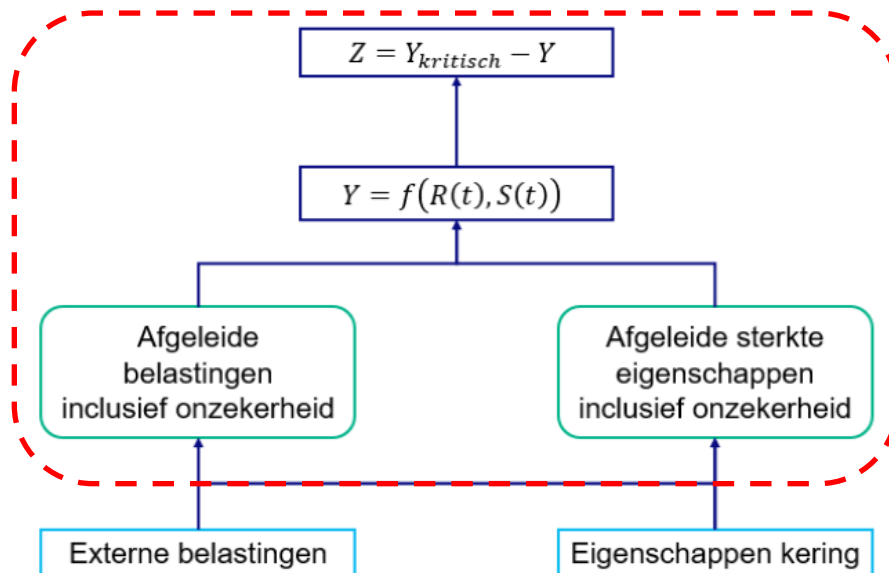 Z = Y_kritisch − Y
Y = f(R(t), S(t))
Afgeleide
belastingen
inclusief onzekerheid
Afgeleide sterkte
eigenschappen
inclusief onzekerheid
Externe belastingen
Eigenschappen kering